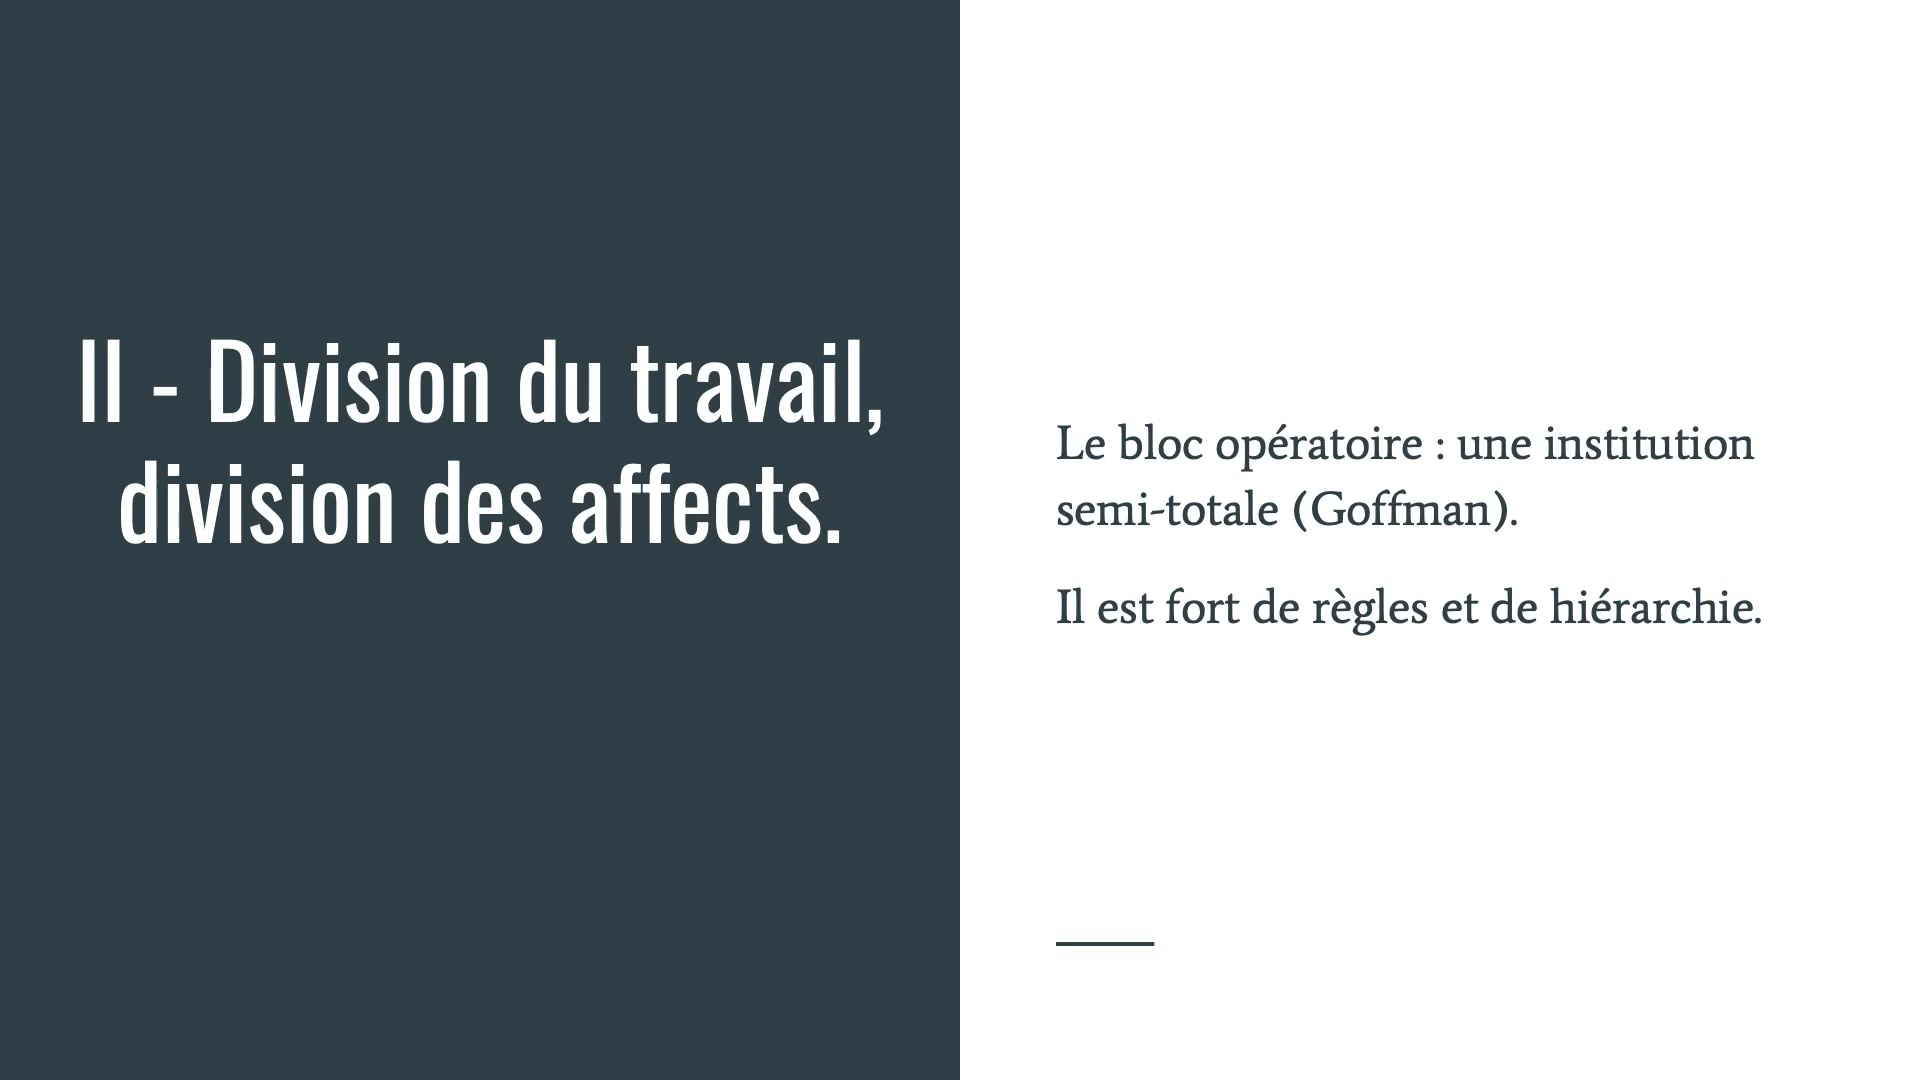 II - Division du travail,
division des affects.
Le bloc opératoire : une institution
semi-totale (Goffman).
Il est fort de règles et de hiérarchie.